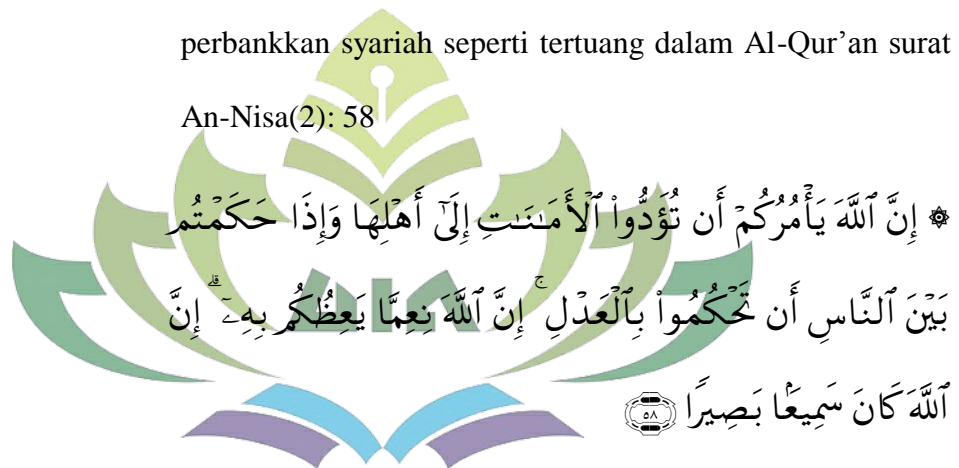 perbankkan syariah seperti tertuang dalam Al-Qur’an surat
An-Nisa(2): 58
۞ إِنَّ ٱللَّهَ يَأۡمُرُكُمۡ أَن تُؤَدُّواْ ٱلۡأَمَٰنَٰتِ إِلَىٰٓ أَهۡلِهَا وَإِذَا حَكَمۡتُم
بَيۡنَ ٱلنَّاسِ أَن تَحۡكُمُواْ بِٱلۡعَدۡلِۚ إِنَّ ٱللَّهَ نِعِمَّا يَعِظُكُم بِهِۦٓۗ إِنَّ
ٱللَّهَ كَانَ سَمِيعَۢا بَصِيرٗا ٥٨